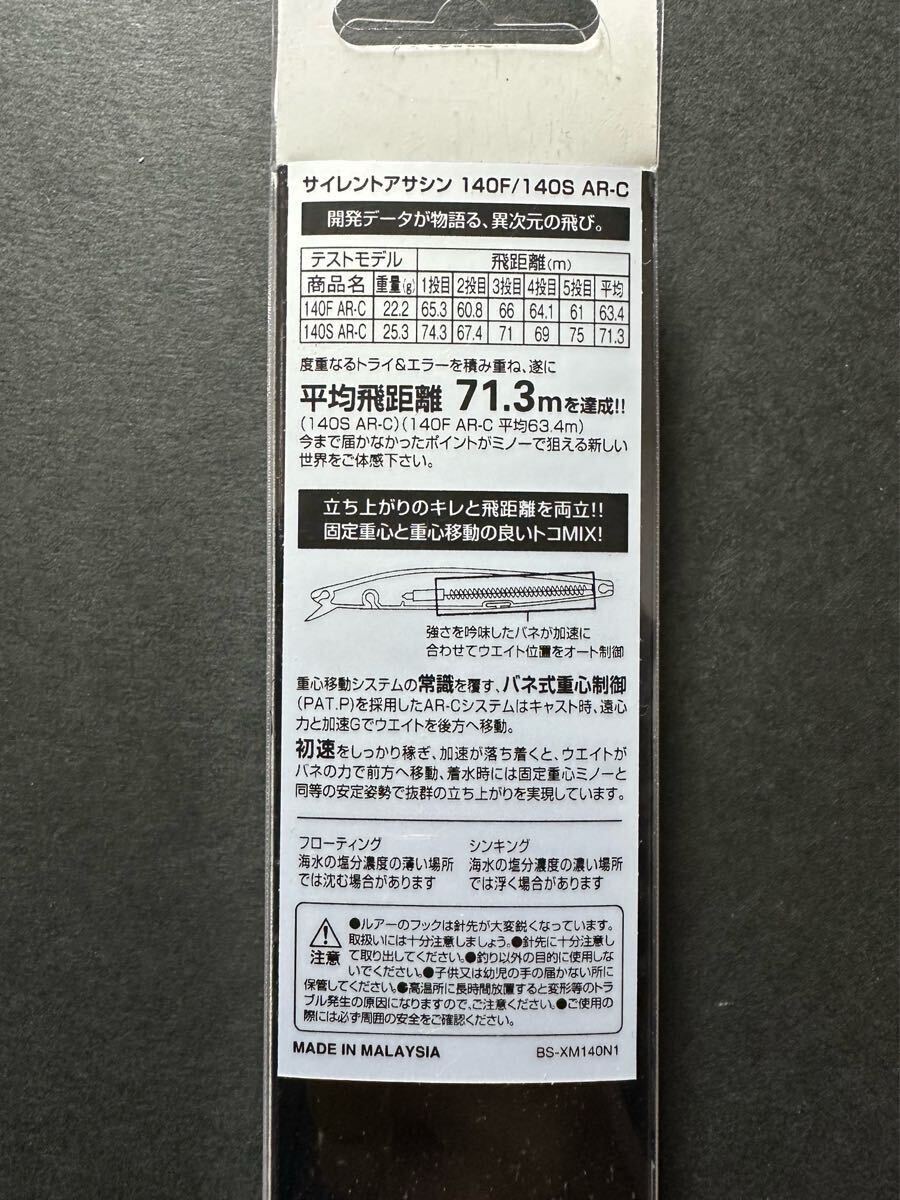 サイレントアサシン 140F/140S AR-C
開発データが物語る、異次元の飛び。
テストモデル 飛距離(m)
商品名 重量(g) 1投目 2投目 3投目 4投目 5投目 平均
140F AR-C 22.2 65.3 60.8 66 64.1 61 63.4
140S AR-C 25.3 74.3 67.4 71 69 75 71.3
度重なるトライ&エラーを積み重ね、遂に
平均飛距離 71.3mを達成!!
(140S AR-C)(140F AR-C 平均63.4m)
今まで届かなかったポイントがミノーで狙える新しい
世界をご体感下さい。
立ち上がりのキレと飛距離を両立!!
固定重心と重心移動の良いトコMIX!
強さを吟味したバネが加速に
合わせてウエイト位置をオート制御
重心移動システムの常識を覆す、バネ式重心制御
(PAT.P)を採用したAR-Cシステムはキャスト時、遠心
力と加速Gでウエイトを後方へ移動。
初速をしっかり稼ぎ、加速が落ち着くと、ウエイトが
バネの力で前方へ移動、着水時には固定重心ミノーと
同等の安定姿勢で抜群の立ち上がりを実現しています。
フローティング
海水の塩分濃度の薄い場所
では沈む場合があります
シンキング
海水の塩分濃度の濃い場所
では浮く場合があります
注意
●ルアーのフックは針先が大変鋭くなっています。
取扱いには十分注意しましょう。●針先に十分注意し
て取り出してください。●釣り以外の目的に使用しな
いでください。●子供又は幼児の手の届かない所に
保管してください。●高温所に長時間放置すると変形等のトラ
ブル発生の原因になりますので、ご注意ください。●ご使用の
際には必ず周囲の安全をご確認ください。
MADE IN MALAYSIA BS-XM140N1